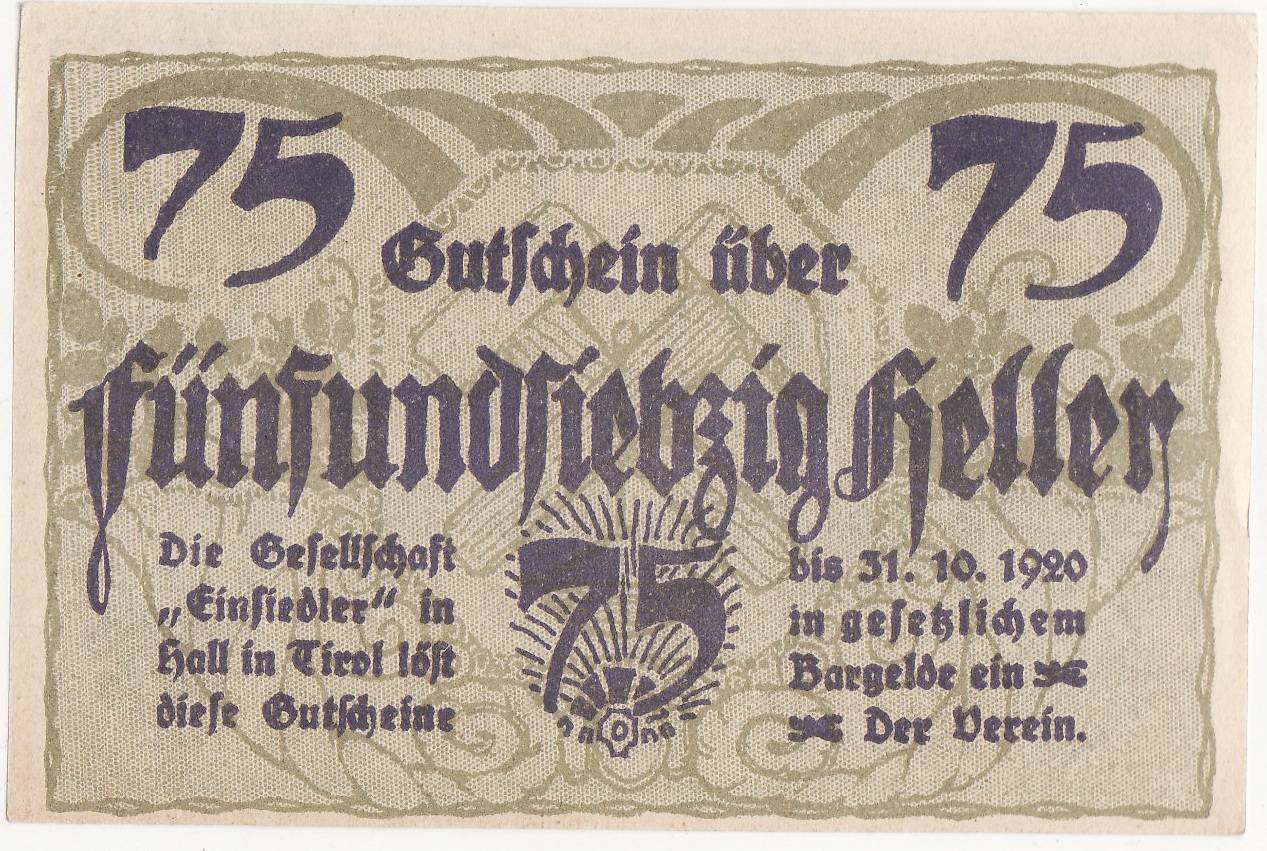 75 75
Gutschein über
Fünfundsiebzig Heller
75
Die Gesellschaft
„Einsiedler“ in
Hall in Tirol löst
diese Gutscheine
bis 31. 10. 1920
in gesetzlichem
Bargelde ein
Der Verein.